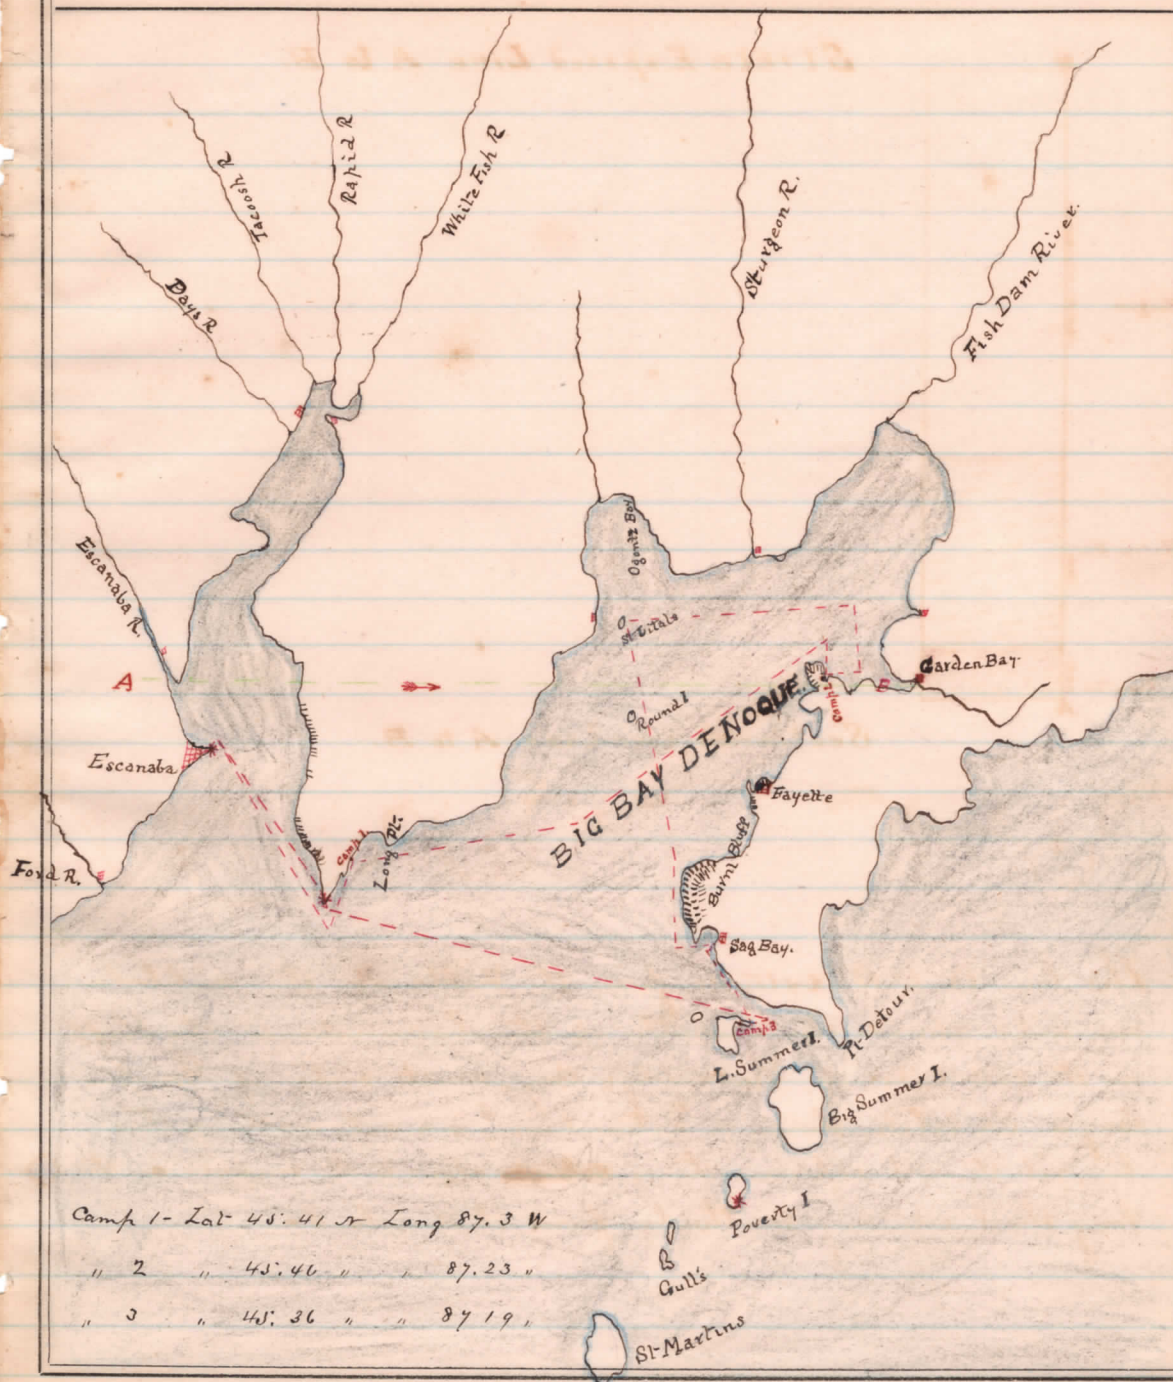 Rapid R
White Fish R
Tacoosh R
Days R
Sturgeon R.
Fish Dam River.
Escanaba R.
Ogontz Bay
St Vitals
Garden Bay
A
E
Camp 2
Round I
BIG BAY DENOQUE.
Escanaba
Fayette
Camp 1
Long Pt.
Burnt Bluff
Ford R.
Sag Bay.
Pt. Detour.
Camp 3
L. Summer I.
Big Summer I.
Poverty I
Gull's
St Martins
Camp 1 - Lat 45. 41 N Long 87. 3 W
" 2 " 45. 46 " " 87. 23 "
" 3 " 45. 36 " " 87 19 "